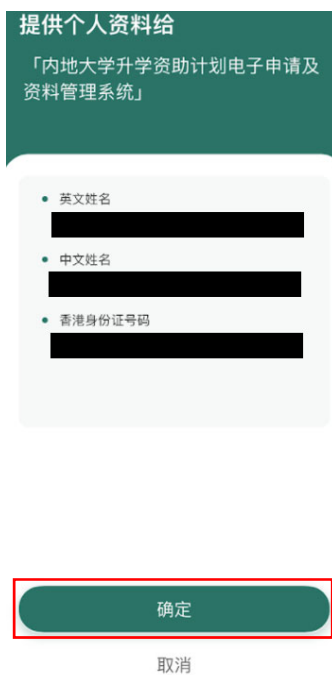 提供个人资料给
「内地大学升学资助计划电子申请及
资料管理系统」
英文姓名
中文姓名
香港身份证号码
确定
取消